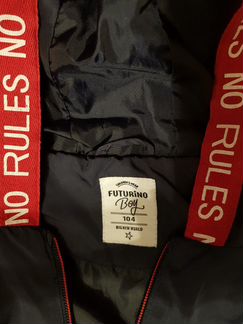 NO RULES NO
NO RULES N
FUTURINO
Boy
104